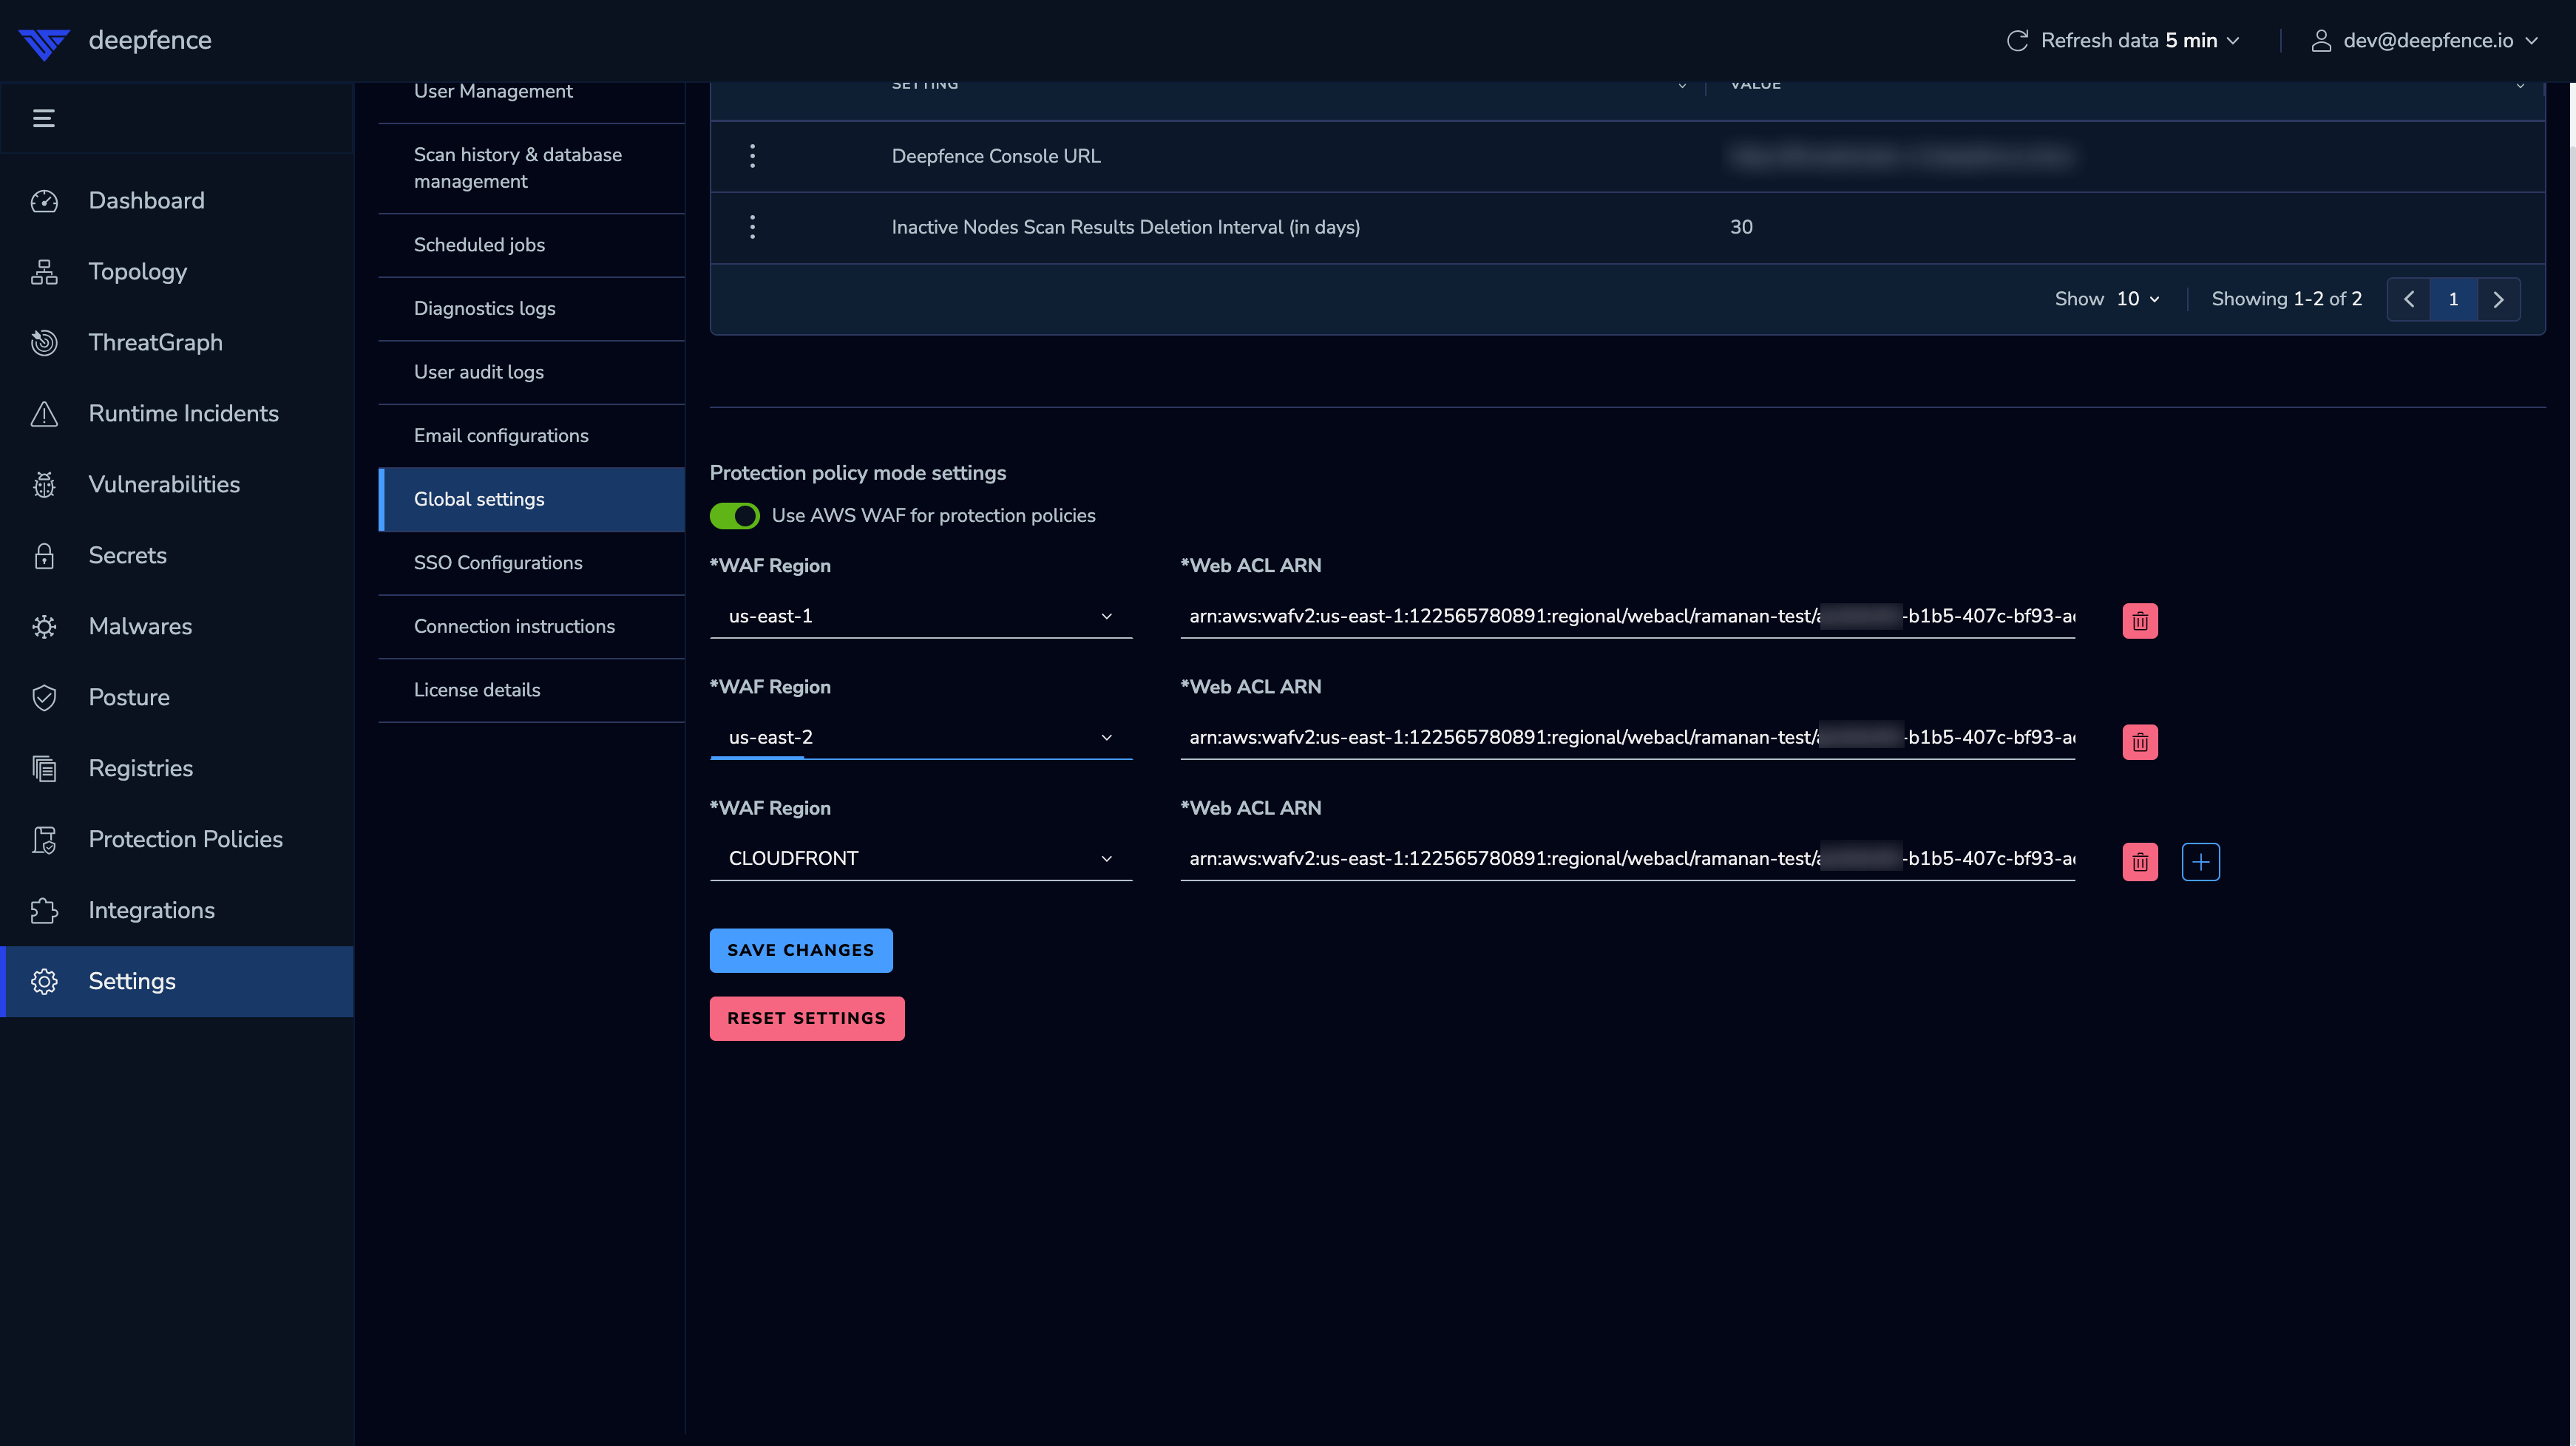 deepfence
Refresh data 5 min
dev@deepfence.io
Dashboard
Topology
ThreatGraph
Runtime Incidents
Vulnerabilities
Secrets
Malwares
Posture
Registries
Protection Policies
Integrations
Settings
User Management
Scan history & database
management
Scheduled jobs
Diagnostics logs
User audit logs
Email configurations
Global settings
SSO Configurations
Connection instructions
License details
SETTING VALUE
Deepfence Console URL
Inactive Nodes Scan Results Deletion Interval (in days) 30
Show 10 Showing 1-2 of 2 1
Protection policy mode settings
Use AWS WAF for protection policies
*WAF Region *Web ACL ARN
us-east-1 arn:aws:wafv2:us-east-1:122565780891:regional/webacl/ramanan-test/ -b1b5-407c-bf93-a
*WAF Region *Web ACL ARN
us-east-2 arn:aws:wafv2:us-east-1:122565780891:regional/webacl/ramanan-test/ -b1b5-407c-bf93-a
*WAF Region *Web ACL ARN
CLOUDFRONT arn:aws:wafv2:us-east-1:122565780891:regional/webacl/ramanan-test/ -b1b5-407c-bf93-a
SAVE CHANGES
RESET SETTINGS